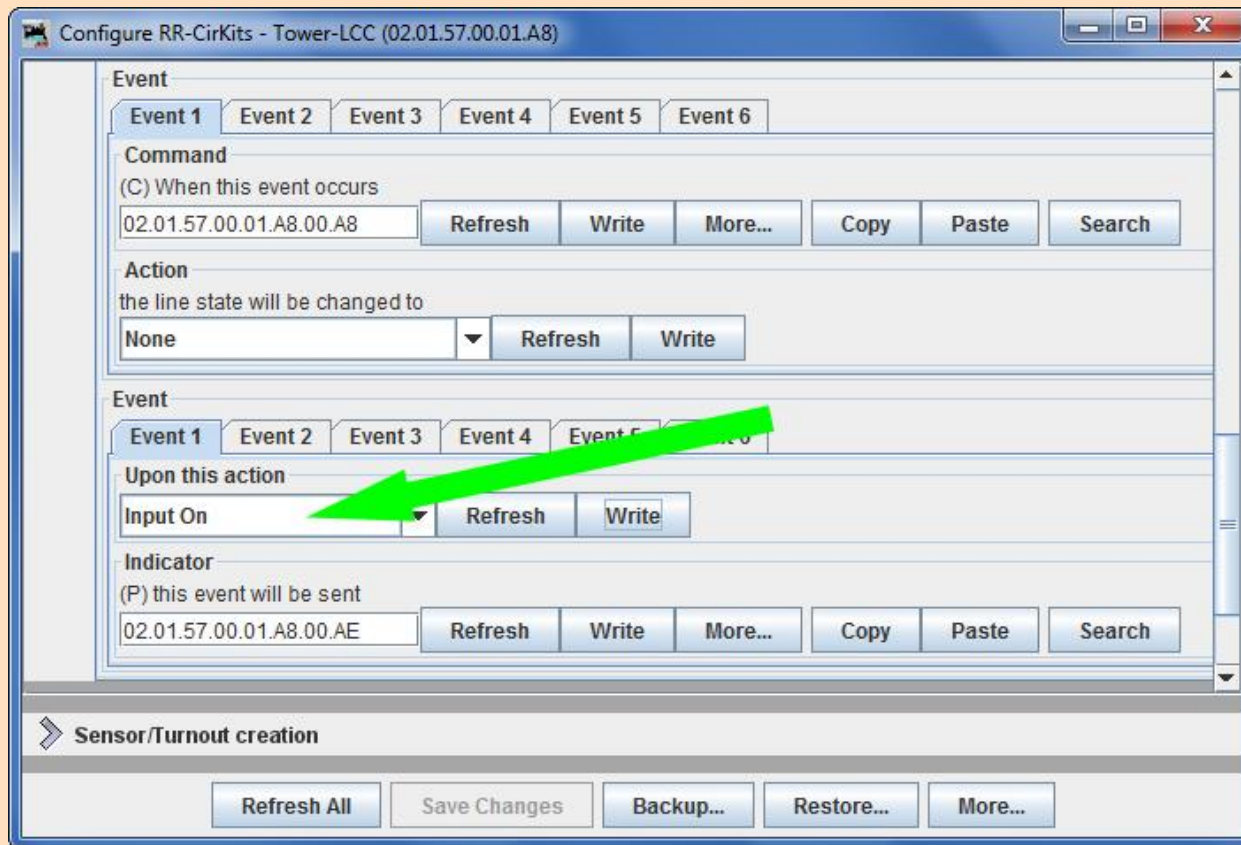 Configure RR-CirKits - Tower-LCC (02.01.57.00.01.A8)
Event
Event 1 Event 2 Event 3 Event 4 Event 5 Event 6
Command
(C) When this event occurs
02.01.57.00.01.A8.00.A8 Refresh Write More... Copy Paste Search
Action
the line state will be changed to
None Refresh Write
Event
Event 1 Event 2 Event 3 Event 4
Upon this action
Input On Refresh Write
Indicator
(P) this event will be sent
02.01.57.00.01.A8.00.AE Refresh Write More... Copy Paste Search
Sensor/Turnout creation
Refresh All Save Changes Backup... Restore... More...